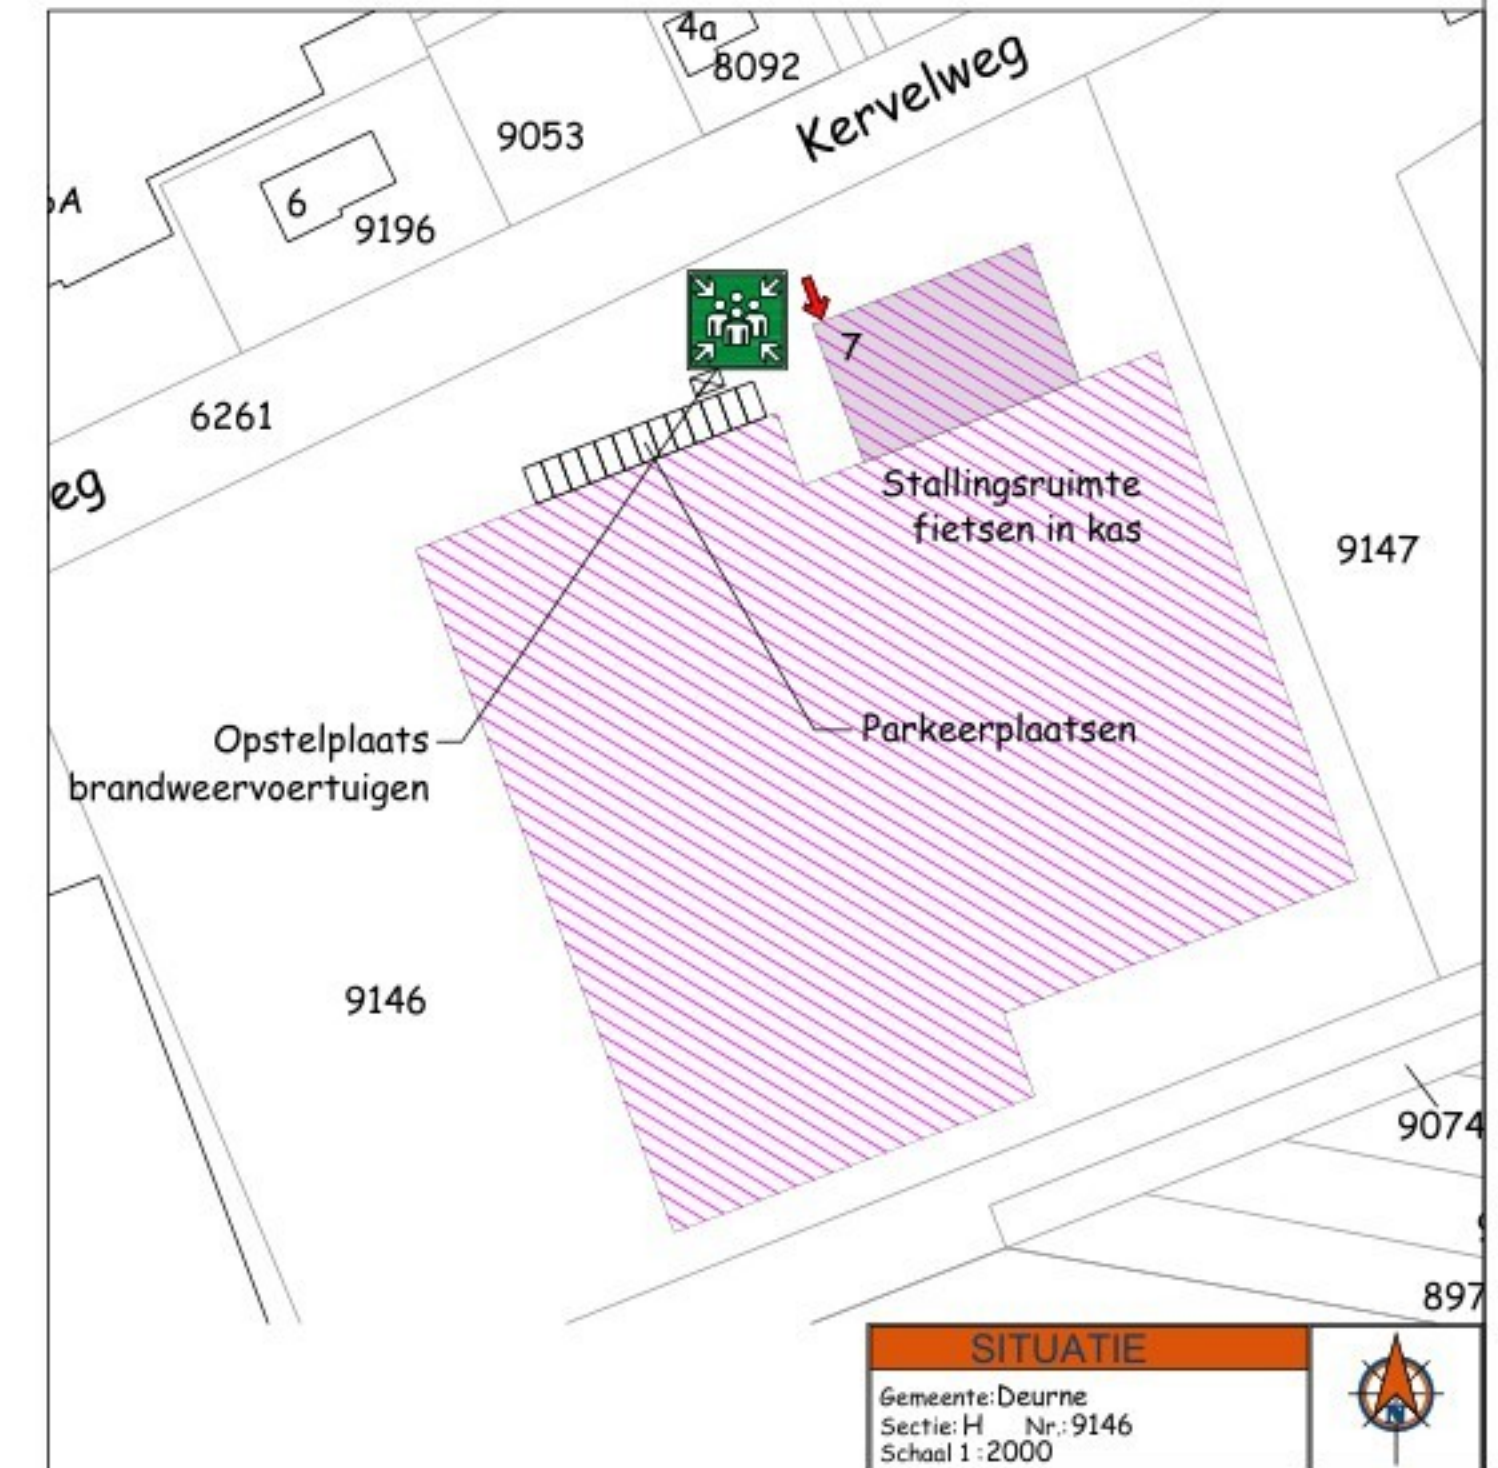 4a
8092
Kervelweg
9053
6
9196
7
6261
eg
Stallingsruimte
fietsen in kas
9147
Opstelplaats
brandweervoertuigen
Parkeerplaatsen
9146
9074
897
SITUATIE
Gemeente: Deurne
Sectie: H Nr.: 9146
Schaal 1 : 2000
N